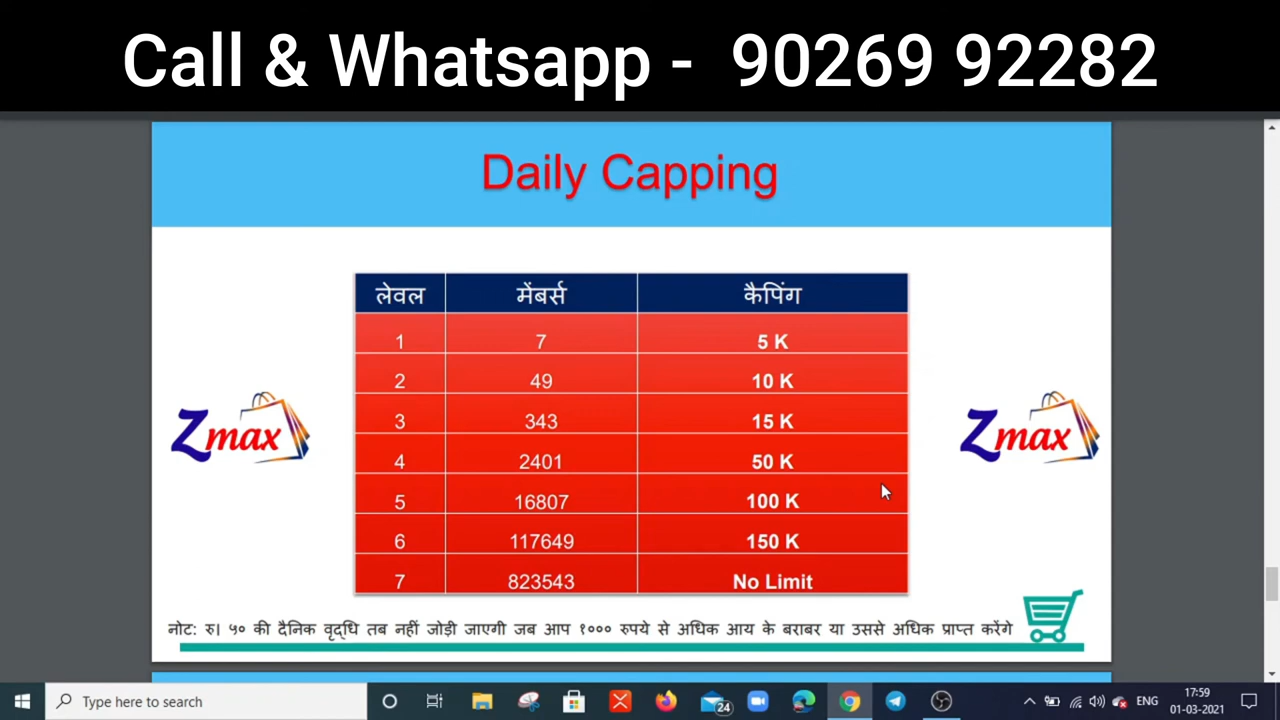 Call & Whatsapp - 90269 92282
Daily Capping
लेवल मेंबर्स कैपिंग
1 7 5 K
2 49 10 K
3 343 15 K
4 2401 50 K
5 16807 100 K
6 117649 150 K
7 823543 No Limit
Zmax
Zmax
नोट: रु। ५० की दैनिक वृद्धि तब नहीं जोड़ी जाएगी जब आप १००० रुपये से अधिक आय के बराबर या उससे अधिक प्राप्त करेंगे
Type here to search
24
ENG
17:59
01-03-2021